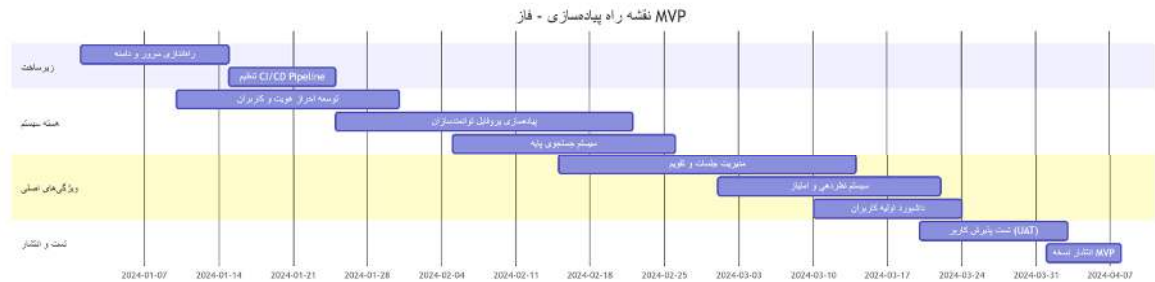 نقشه راه پیاده‌سازی - فاز MVP
زیرساخت
راه‌اندازی سرور و دامنه
تنظیم CI/CD Pipeline
هسته سیستم
توسعه احراز هویت و کاربران
پیاده‌سازی پروفایل توانمندسازان
سیستم جستجوی پایه
ویژگی‌های اصلی
مدیریت جلسات و تقویم
سیستم نظردهی و امتیاز
داشبورد اولیه کاربران
تست و انتشار
تست پذیرش کاربر (UAT)
انتشار نسخه MVP
2024-01-07 2024-01-14 2024-01-21 2024-01-28 2024-02-04 2024-02-11 2024-02-18 2024-02-25 2024-03-03 2024-03-10 2024-03-17 2024-03-24 2024-03-31 2024-04-07